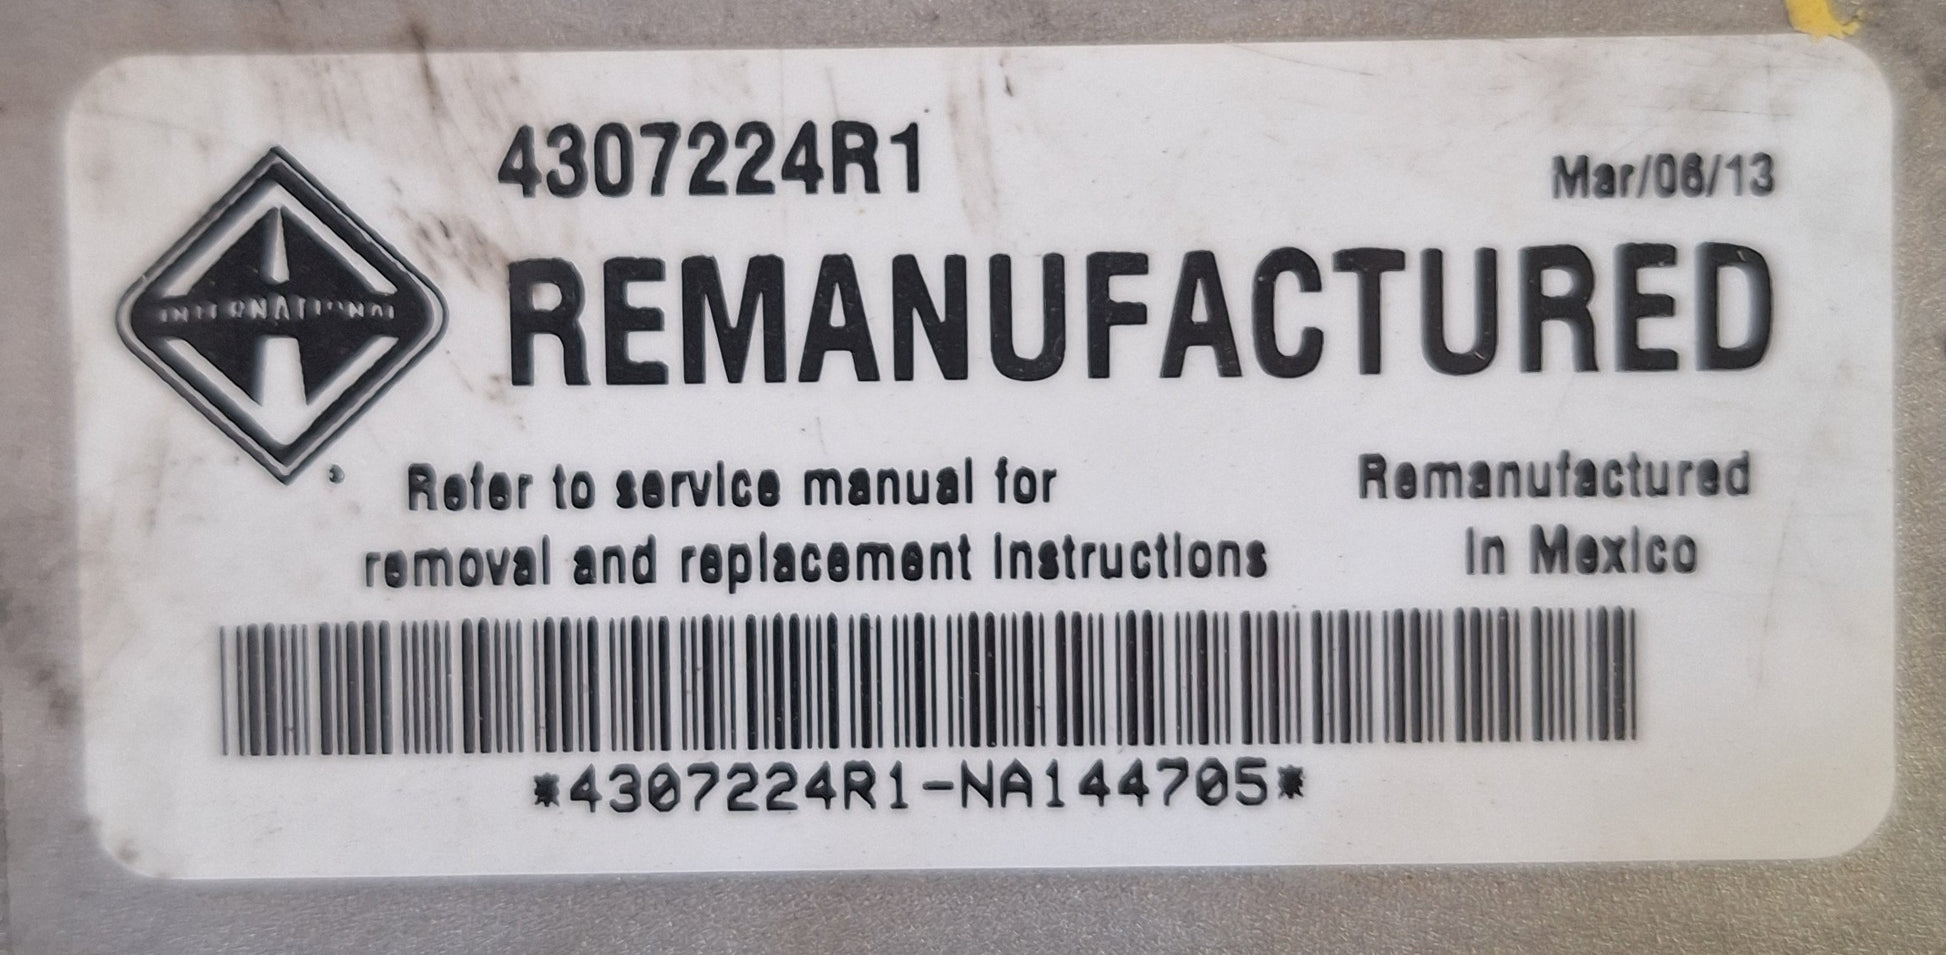 4307224R1
Mar/06/13
INTERNATIONAL
REMANUFACTURED
Refer to service manual for
removal and replacement instructions
Remanufactured
in Mexico
*4307224R1-NA144705*